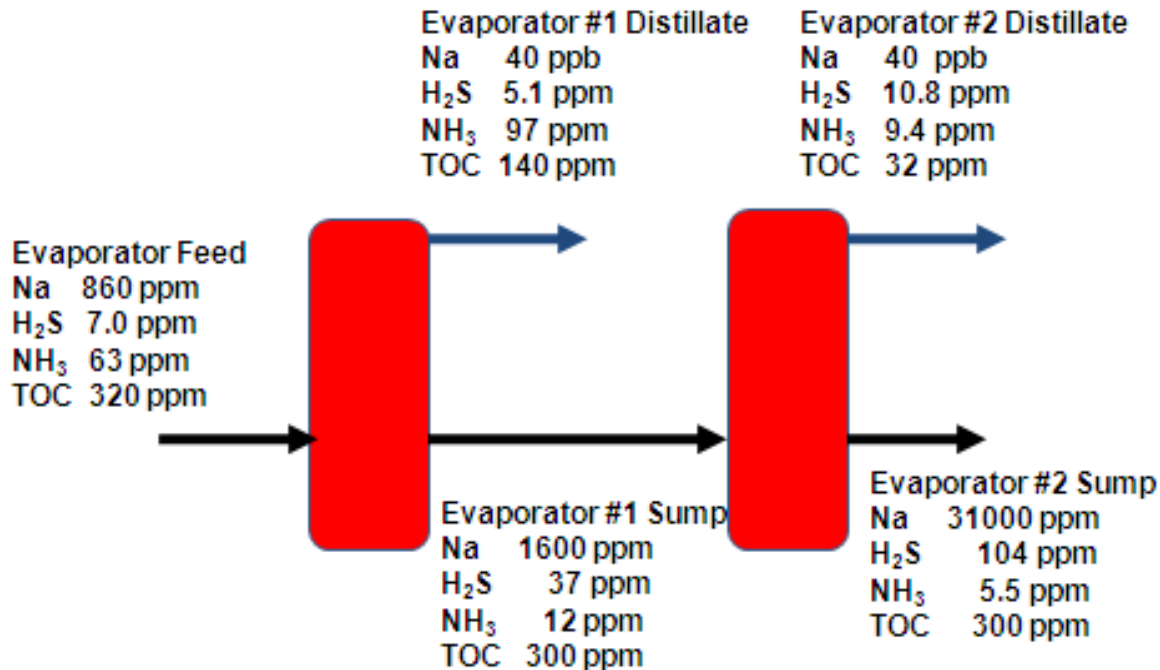 Evaporator #1 Distillate
Na 40 ppb
H₂S 5.1 ppm
NH₃ 97 ppm
TOC 140 ppm
Evaporator #2 Distillate
Na 40 ppb
H₂S 10.8 ppm
NH₃ 9.4 ppm
TOC 32 ppm
Evaporator Feed
Na 860 ppm
H₂S 7.0 ppm
NH₃ 63 ppm
TOC 320 ppm
Evaporator #1 Sump
Na 1600 ppm
H₂S 37 ppm
NH₃ 12 ppm
TOC 300 ppm
Evaporator #2 Sump
Na 31000 ppm
H₂S 104 ppm
NH₃ 5.5 ppm
TOC 300 ppm